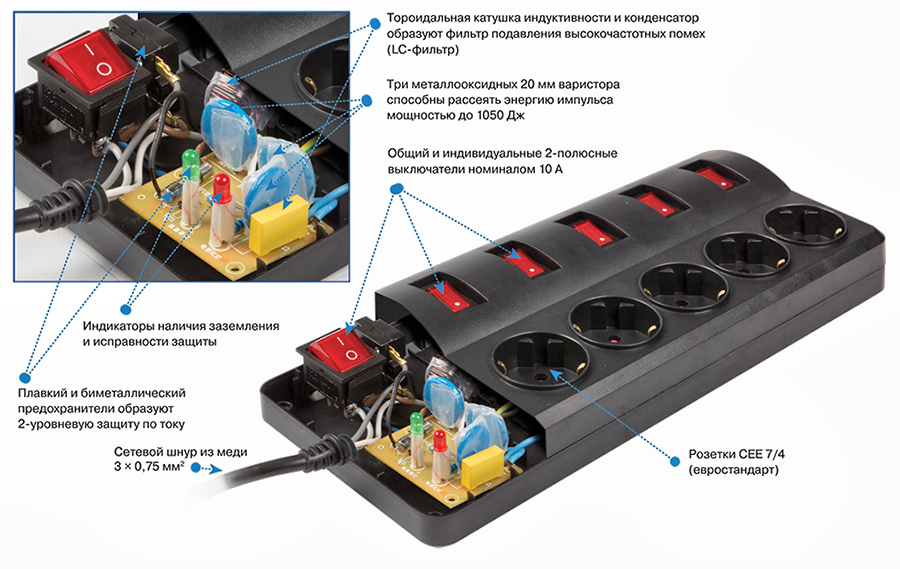 Тороидальная катушка индуктивности и конденсатор
образуют фильтр подавления высокочастотных помех
(LC-фильтр)
Три металлооксидных 20 мм варистора
способны рассеять энергию импульса
мощностью до 1050 Дж
Общий и индивидуальные 2-полюсные
выключатели номиналом 10 А
Индикаторы наличия заземления
и исправности защиты
Плавкий и биметаллический
предохранители образуют
2-уровневую защиту по току
Сетевой шнур из меди
3 × 0,75 мм²
Розетки CEE 7/4
(евростандарт)